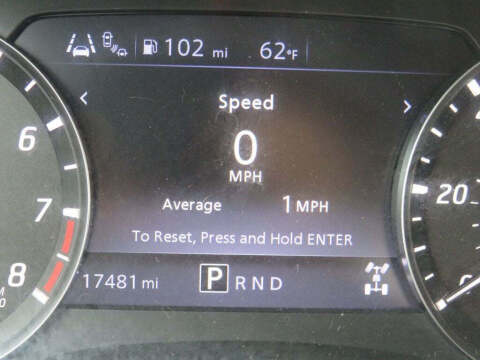 102 mi 62°F
Speed
0
MPH
Average 1 MPH
To Reset, Press and Hold ENTER
17481 mi P R N D
6
7
8
20